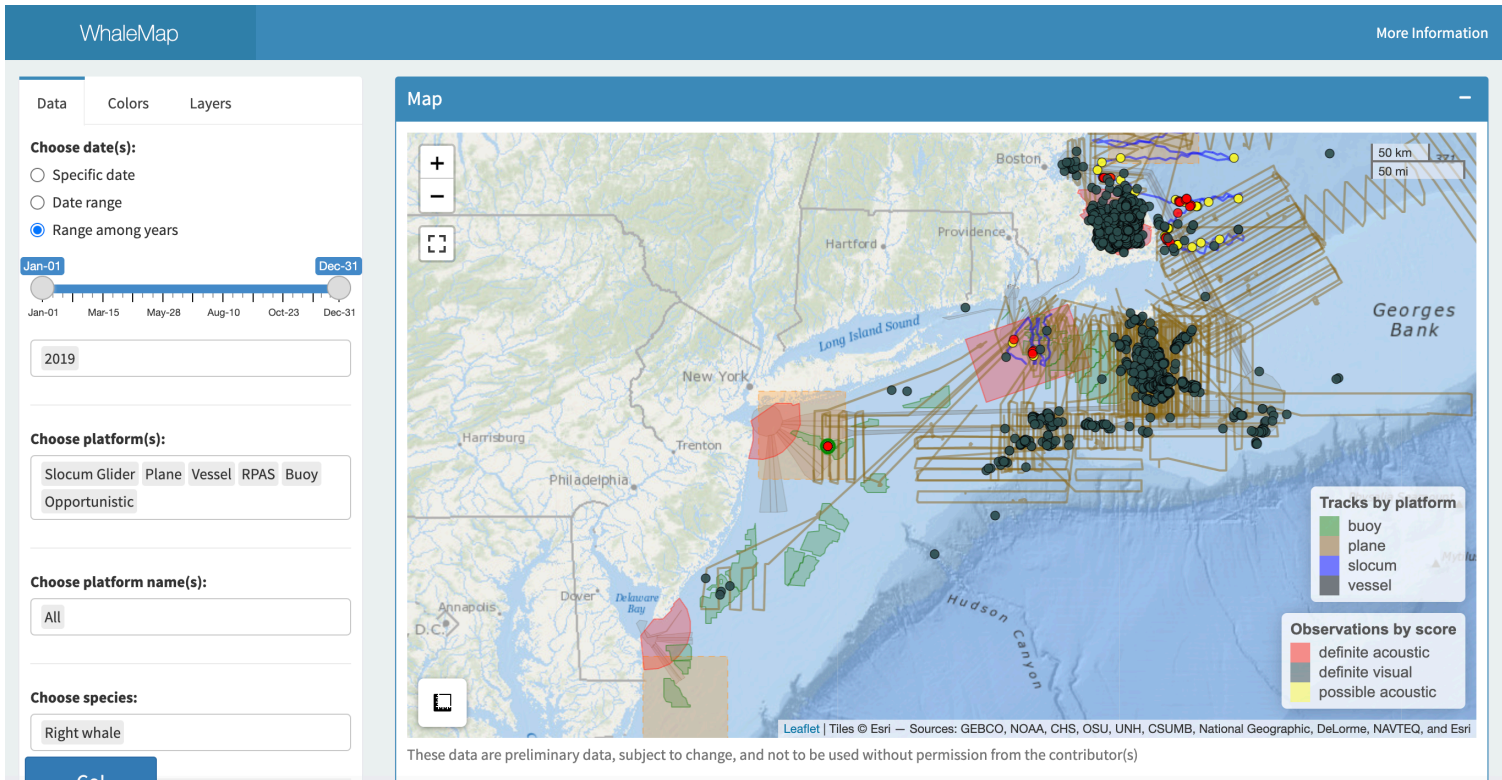 WhaleMap
More Information
Data
Colors
Layers
Choose date(s):
Specific date
Date range
Range among years
Jan-01
Dec-31
Jan-01
Mar-15
May-28
Aug-10
Oct-23
Dec-31
2019
Choose platform(s):
Slocum Glider Plane Vessel RPAS Buoy
Opportunistic
Choose platform name(s):
All
Choose species:
Right whale
Map
−
+
−
50 km
50 mi
Boston
Providence
Hartford
Georges
Bank
Long Island Sound
New York
Harrisburg
Trenton
Philadelphia
Dover
Delaware
Bay
Annapolis
D.C.
Hudson Canyon
Tracks by platform
buoy
plane
slocum
vessel
Observations by score
definite acoustic
definite visual
possible acoustic
Leaflet | Tiles © Esri — Sources: GEBCO, NOAA, CHS, OSU, UNH, CSUMB, National Geographic, DeLorme, NAVTEQ, and Esri
These data are preliminary data, subject to change, and not to be used without permission from the contributor(s)